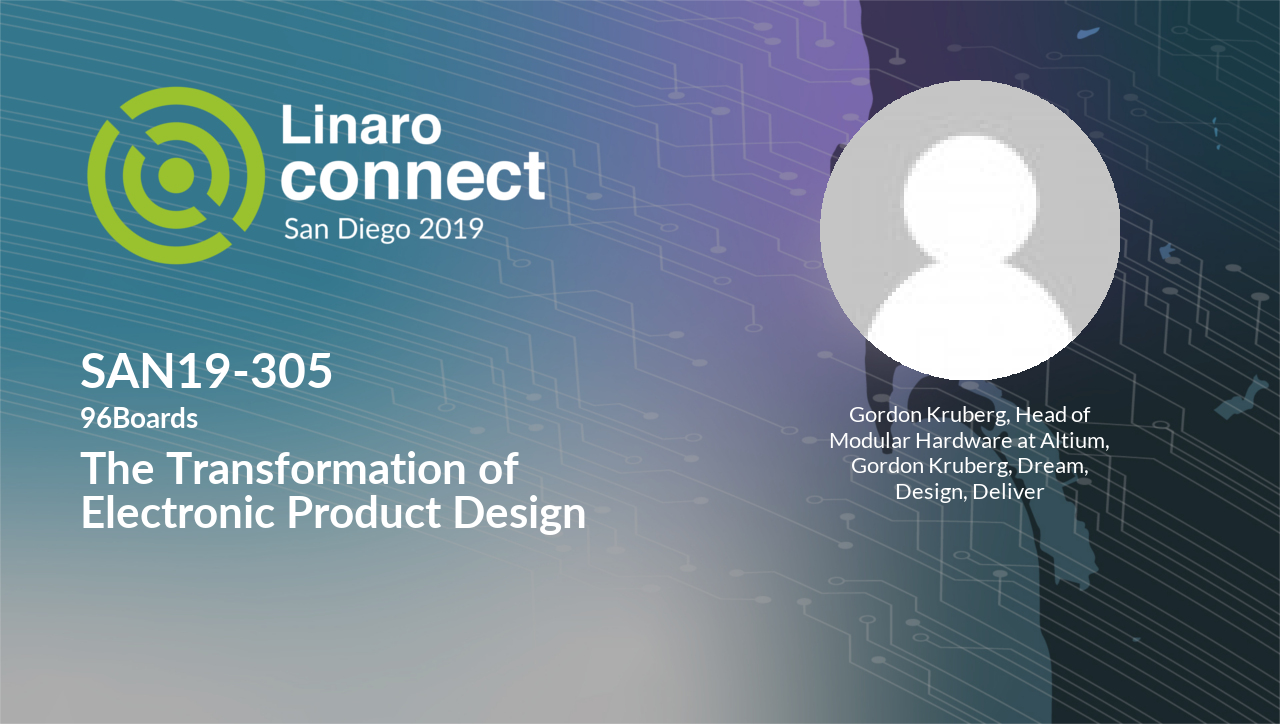 Linaro
connect
San Diego 2019
SAN19-305
96Boards
The Transformation of
Electronic Product Design
Gordon Kruberg, Head of
Modular Hardware at Altium,
Gordon Kruberg, Dream,
Design, Deliver